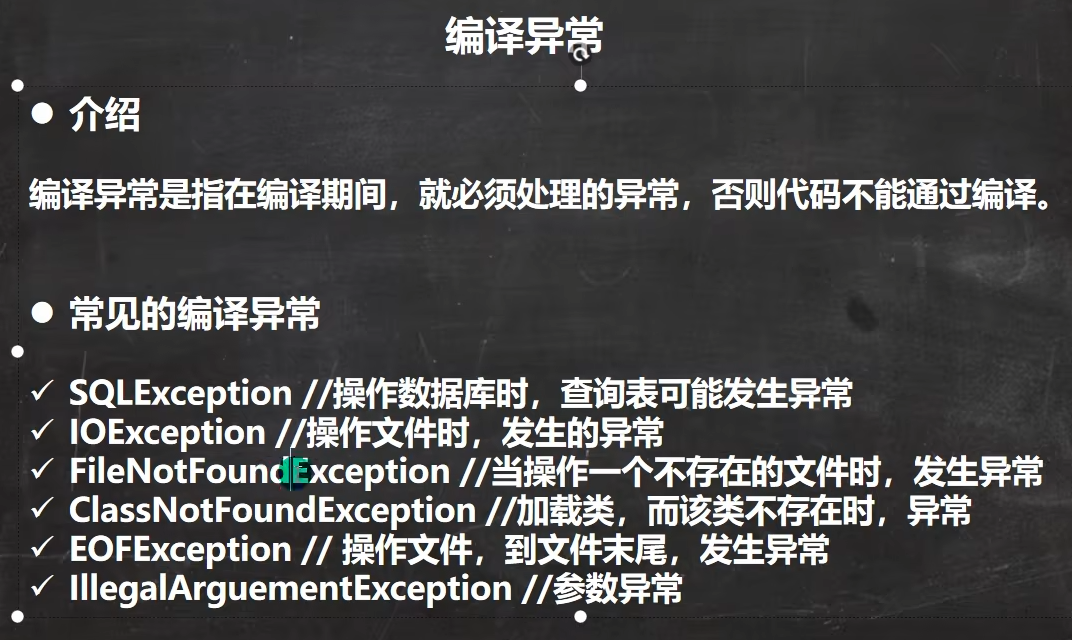 编译异常
● 介绍
编译异常是指在编译期间，就必须处理的异常，否则代码不能通过编译。
● 常见的编译异常
✓ SQLException //操作数据库时，查询表可能发生异常
✓ IOException //操作文件时，发生的异常
✓ FileNotFoundException //当操作一个不存在的文件时，发生异常
✓ ClassNotFoundException //加载类，而该类不存在时，异常
✓ EOFException // 操作文件，到文件末尾，发生异常
✓ IllegalArguementException //参数异常